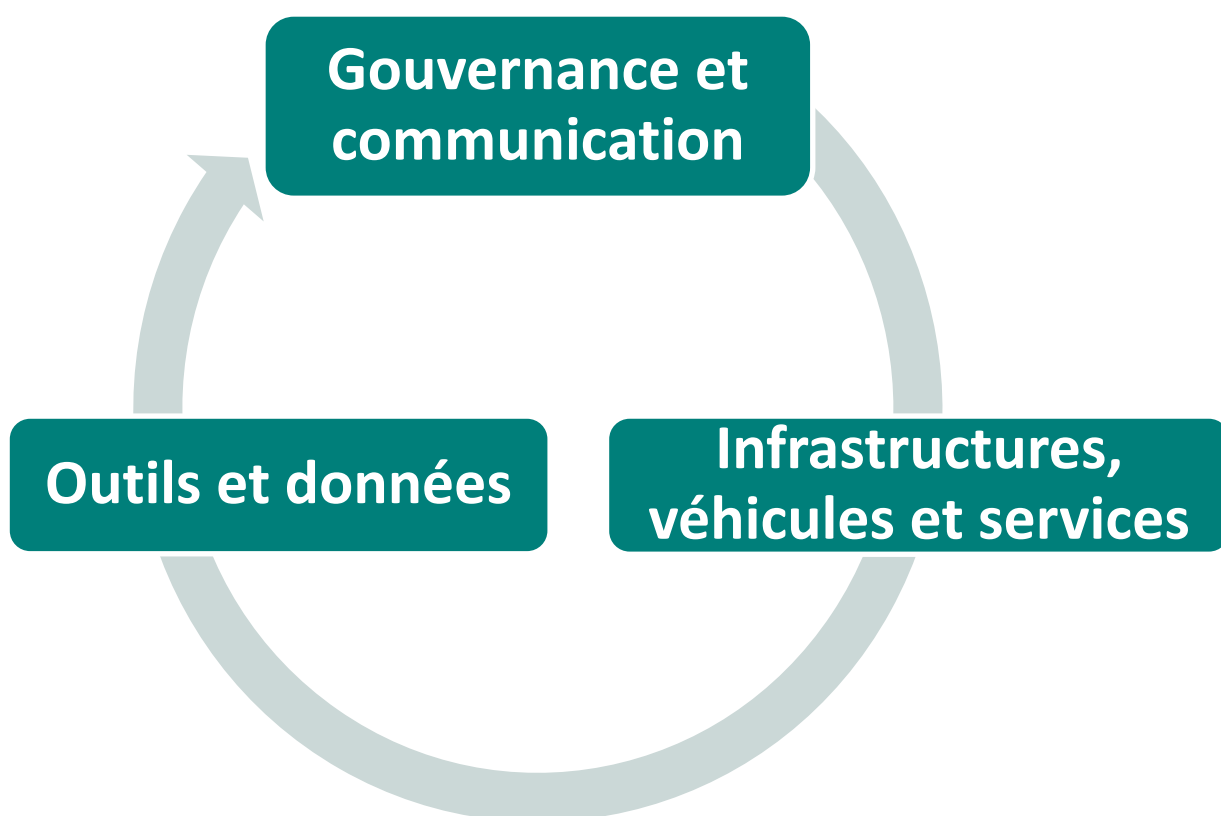 Gouvernance et
communication
Outils et données
Infrastructures,
véhicules et services